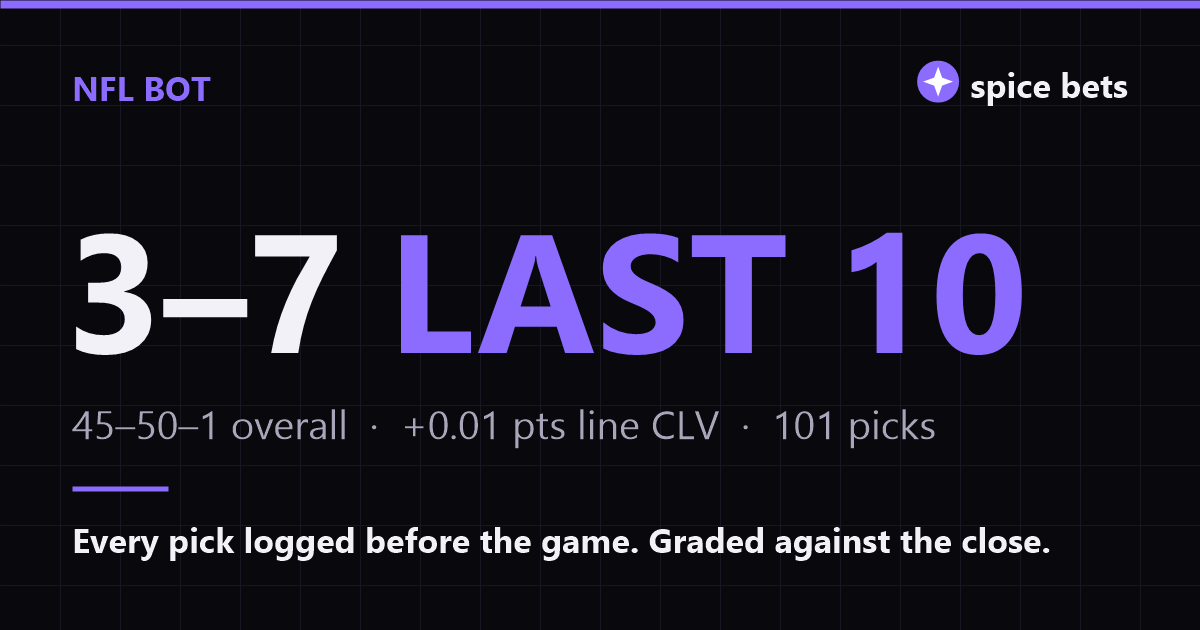 NFL BOT
spice bets
3–7 LAST 10
45–50–1 overall · +0.01 pts line CLV · 101 picks
Every pick logged before the game. Graded against the close.